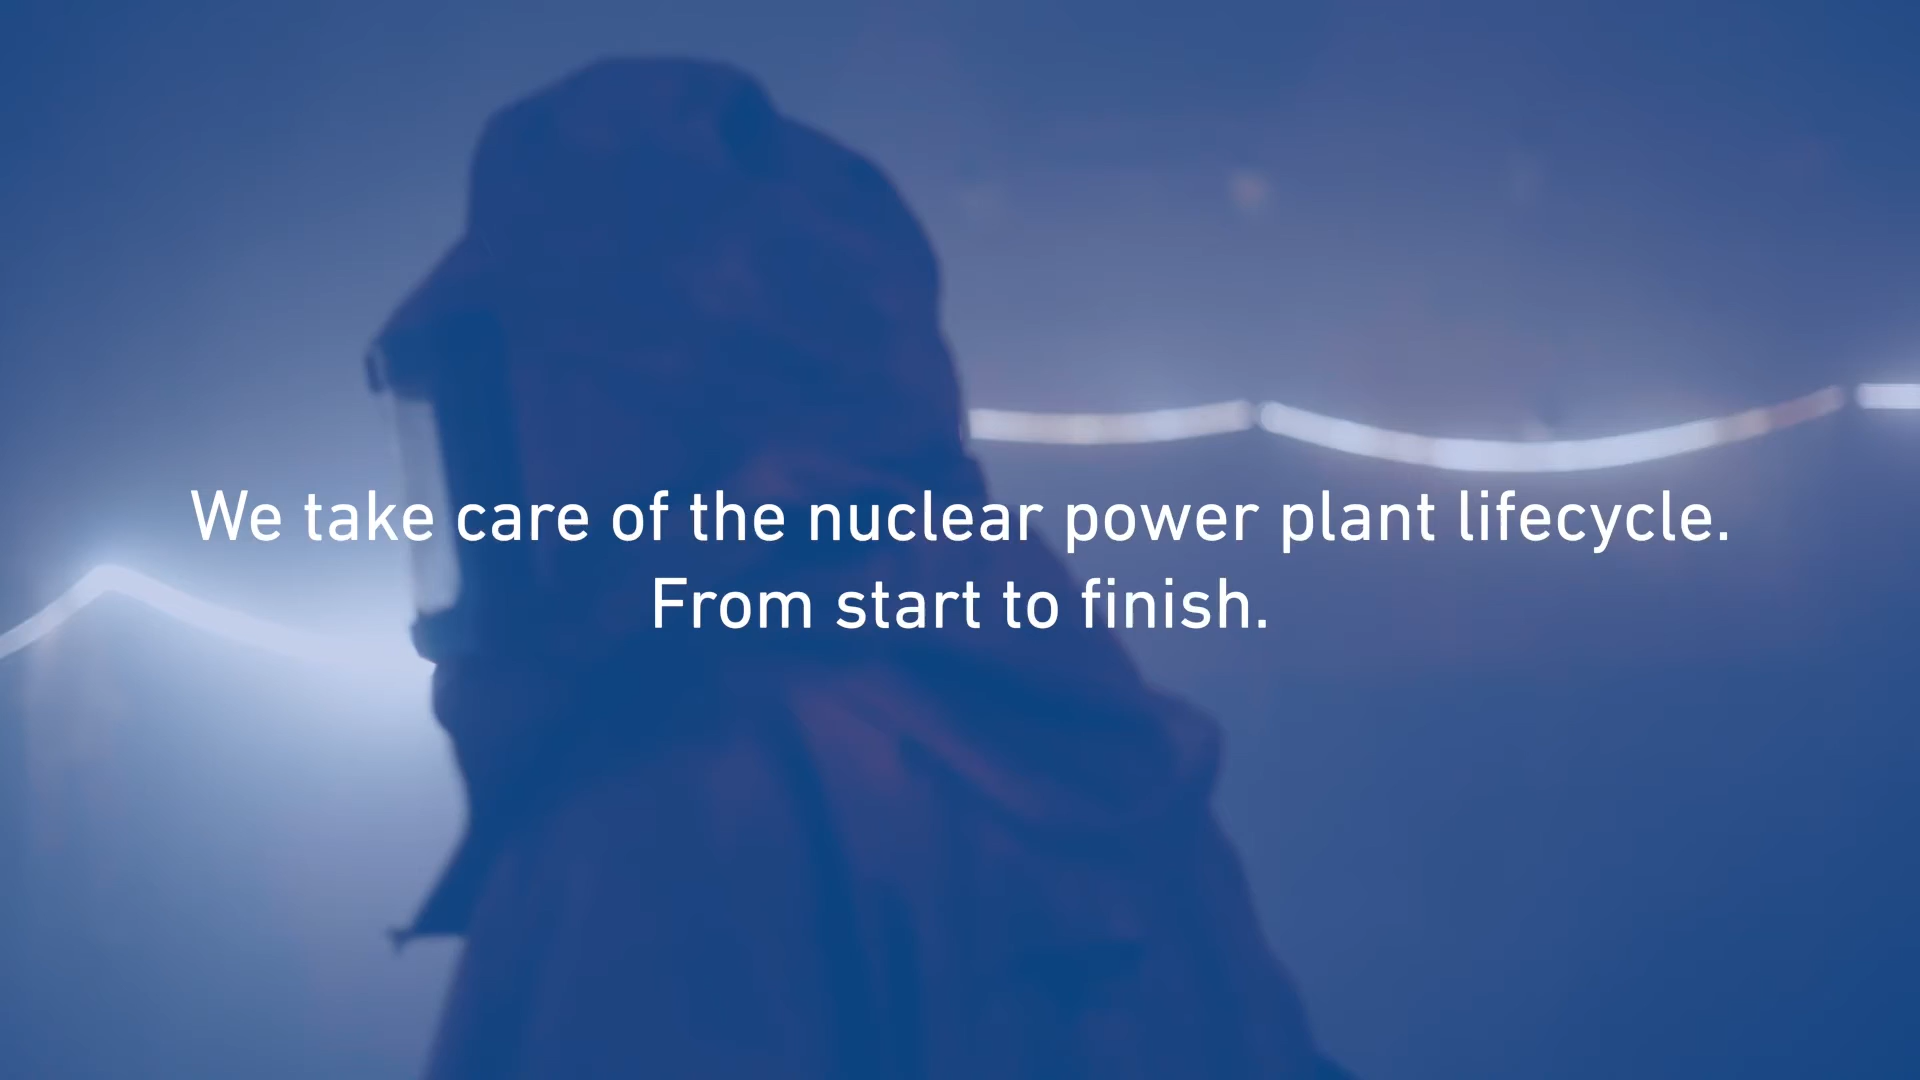 We take care of the nuclear power plant lifecycle.
From start to finish.